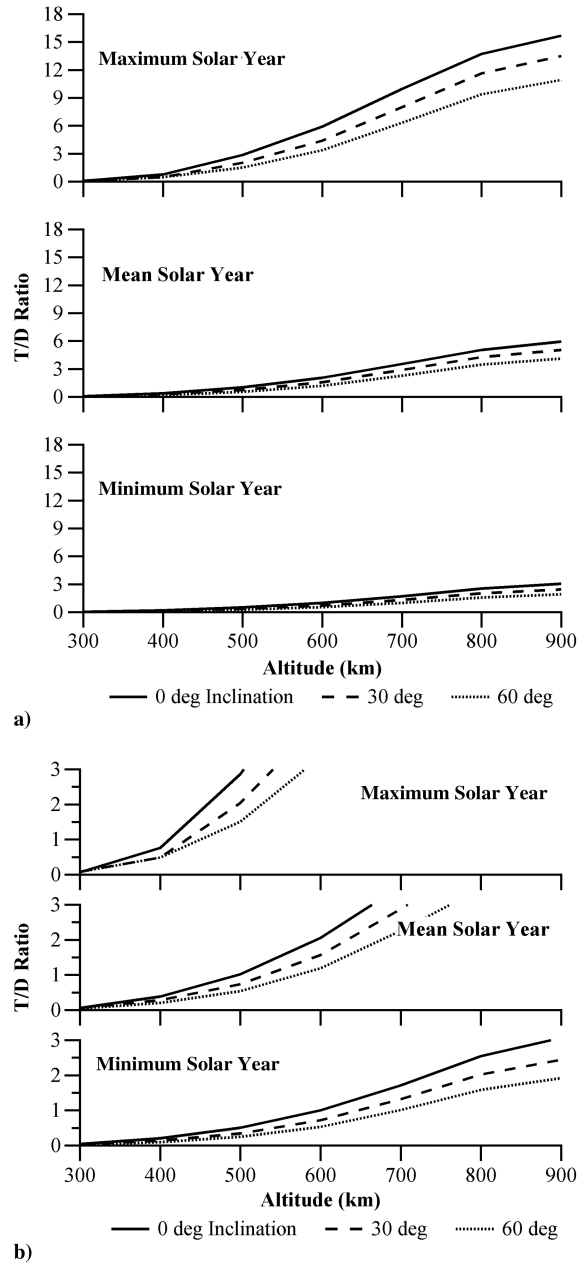 18
15
Maximum Solar Year
12
9
6
3
0
18
15
Mean Solar Year
12
9
6
3
0
T/D Ratio
18
15
Minimum Solar Year
12
9
6
3
0
300 400 500 600 700 800 900
Altitude (km)
0 deg Inclination 30 deg 60 deg
a)
3
Maximum Solar Year
2
1
0
3
Mean Solar Year
2
1
0
T/D Ratio
3
Minimum Solar Year
2
1
0
300 400 500 600 700 800 900
Altitude (km)
0 deg Inclination 30 deg 60 deg
b)